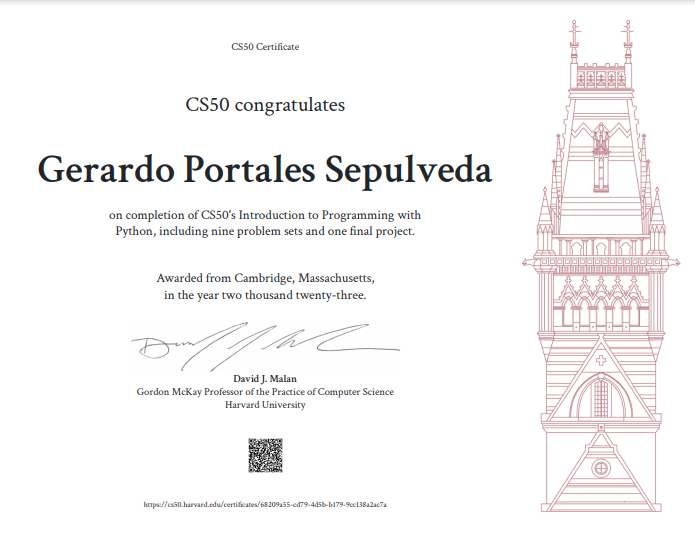 CS50 Certificate
CS50 congratulates
Gerardo Portales Sepulveda
on completion of CS50's Introduction to Programming with
Python, including nine problem sets and one final project.
Awarded from Cambridge, Massachusetts,
in the year two thousand twenty-three.
David J. Malan
Gordon McKay Professor of the Practice of Computer Science
Harvard University
https://cs50.harvard.edu/certificates/68209a55-cd79-4d5b-b179-9cc138a2ac7a